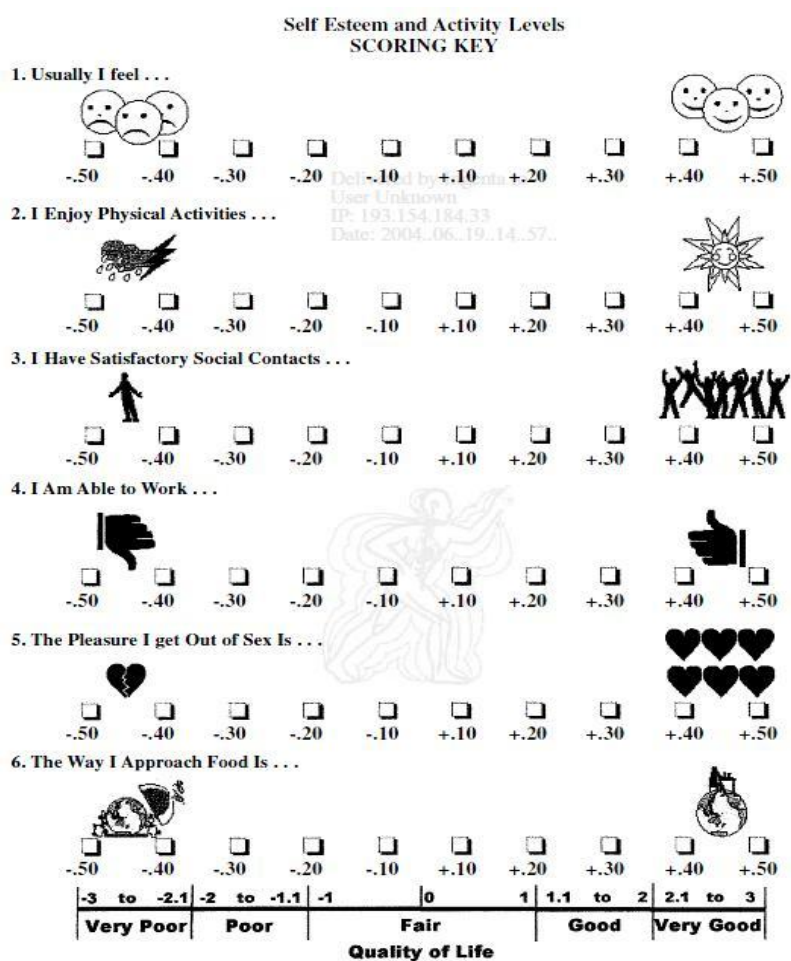 Self Esteem and Activity Levels
SCORING KEY
1. Usually I feel . . .
-.50 -.40 -.30 -.20 -.10 +.10 +.20 +.30 +.40 +.50
User Unknown
IP: 193.154.184.33
Date: 2004..06..19..14..57..
2. I Enjoy Physical Activities . . .
-.50 -.40 -.30 -.20 -.10 +.10 +.20 +.30 +.40 +.50
3. I Have Satisfactory Social Contacts . . .
-.50 -.40 -.30 -.20 -.10 +.10 +.20 +.30 +.40 +.50
4. I Am Able to Work . . .
-.50 -.40 -.30 -.20 -.10 +.10 +.20 +.30 +.40 +.50
5. The Pleasure I get Out of Sex Is . . .
-.50 -.40 -.30 -.20 -.10 +.10 +.20 +.30 +.40 +.50
6. The Way I Approach Food Is . . .
-.50 -.40 -.30 -.20 -.10 +.10 +.20 +.30 +.40 +.50
-3 to -2.1 -2 to -1.1 -1 0 1 1.1 to 2 2.1 to 3
Very Poor Poor Fair Good Very Good
Quality of Life